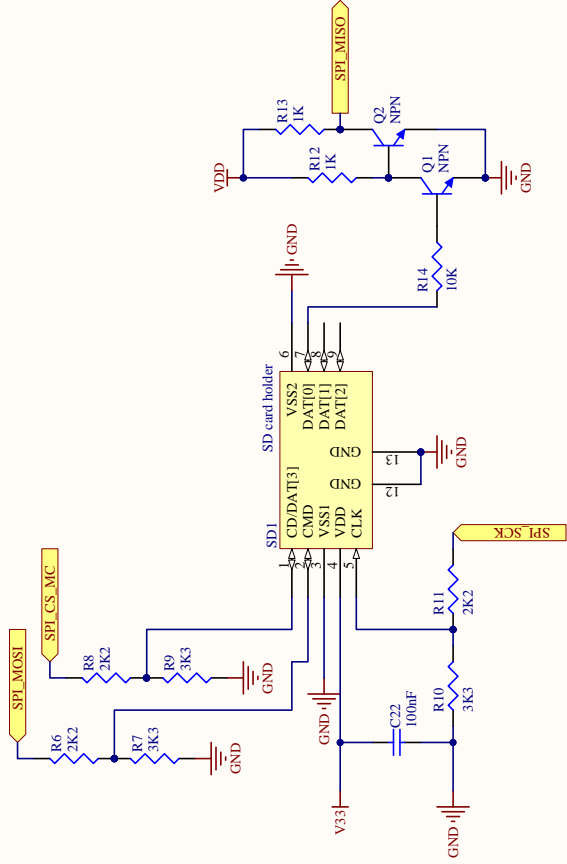 SPI_MISO
R13
1K
Q2
NPN
R12
1K
Q1
NPN
VDD
GND
GND
R14
10K
6
7
8
9
SD card holder
VSS2
DAT[0]
DAT[1]
DAT[2]
GND
13
GND
GND
12
CD/DAT[3]
CMD
VSS1
VDD
CLK
SD1
1
2
3
4
5
SPI_SCK
SPI_CS_MC
SPI_MOSI
R8
2K2
R9
3K3
GND
R11
2K2
R10
3K3
R6
2K2
R7
3K3
GND
GND
C22
100nF
V33
GND